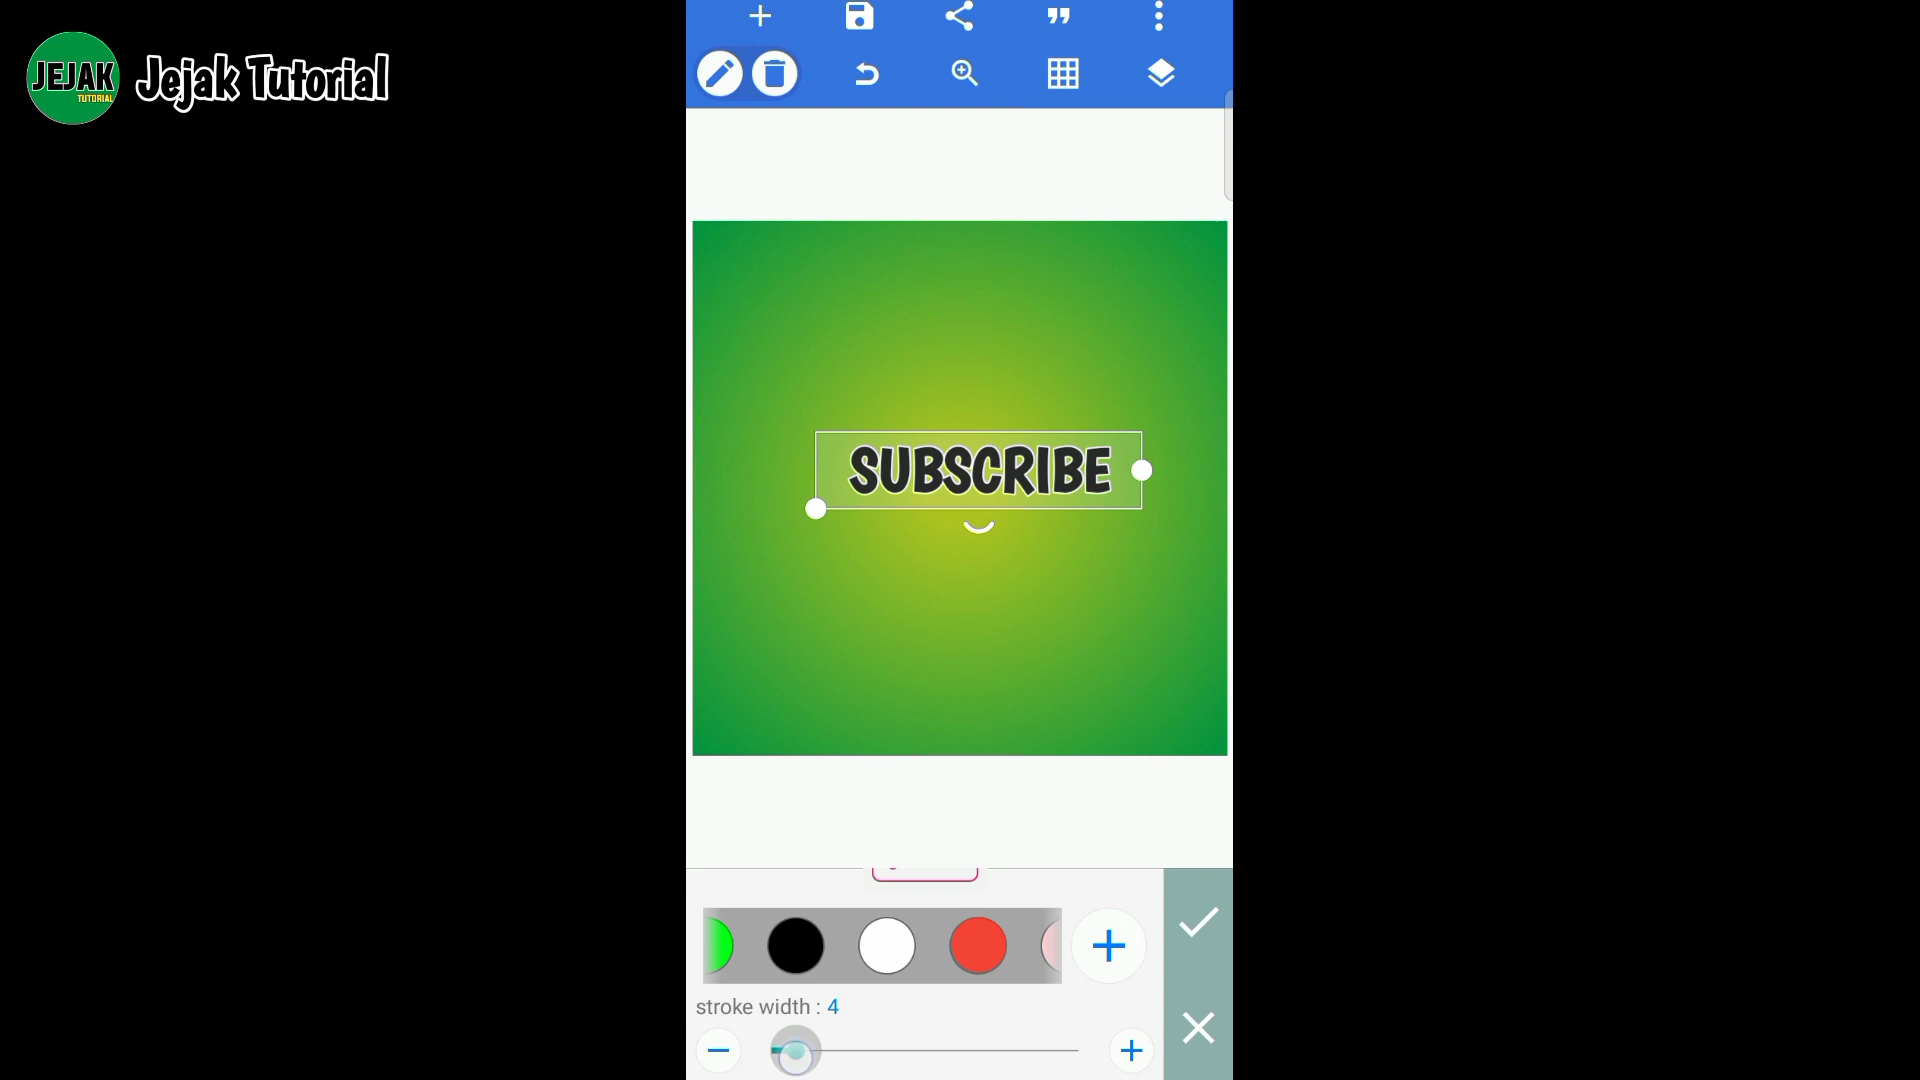 JEJAK
TUTORIAL
Jejak Tutorial
SUBSCRIBE
stroke width : 4